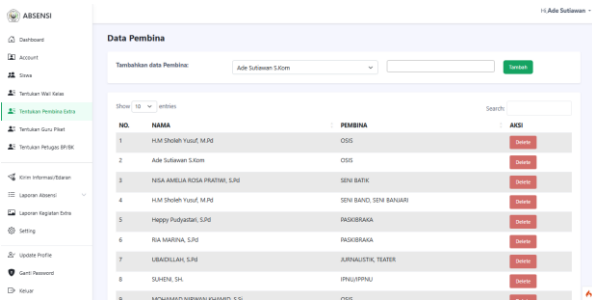 ABSENSI
Hi, Ade Sutiawan
Dashboard
Account
Siswa
Tentukan Wali Kelas
Tentukan Pembina Extra
Tentukan Guru Piket
Tentukan Petugas BP/BK
Kirim Informasi/Edaran
Laporan Absensi
Laporan Kegiatan Extra
Setting
Update Profile
Ganti Password
Keluar
Data Pembina
Tambahkan data Pembina:
Ade Sutiawan S.Kom
Tambah
Show 10 entries
Search:
NO. NAMA PEMBINA AKSI
1 H.M Sholeh Yusuf, M.Pd OSIS Delete
2 Ade Sutiawan S.Kom OSIS Delete
3 NISA AMELIA ROSA PRATIWI, S.Pd SENI BATIK Delete
4 H.M Sholeh Yusuf, M.Pd SENI BAND, SENI BANJARI Delete
5 Heppy Pudyastari, S.Pd PASKIBRAKA Delete
6 RIA MARINA, S.Pd PASKIBRAKA Delete
7 UBAIDILLAH, S.Pd JURNALISTIK, TEATER Delete
8 SUHENI, SH. IPNU/IPPNU Delete
9 OSIS Delete